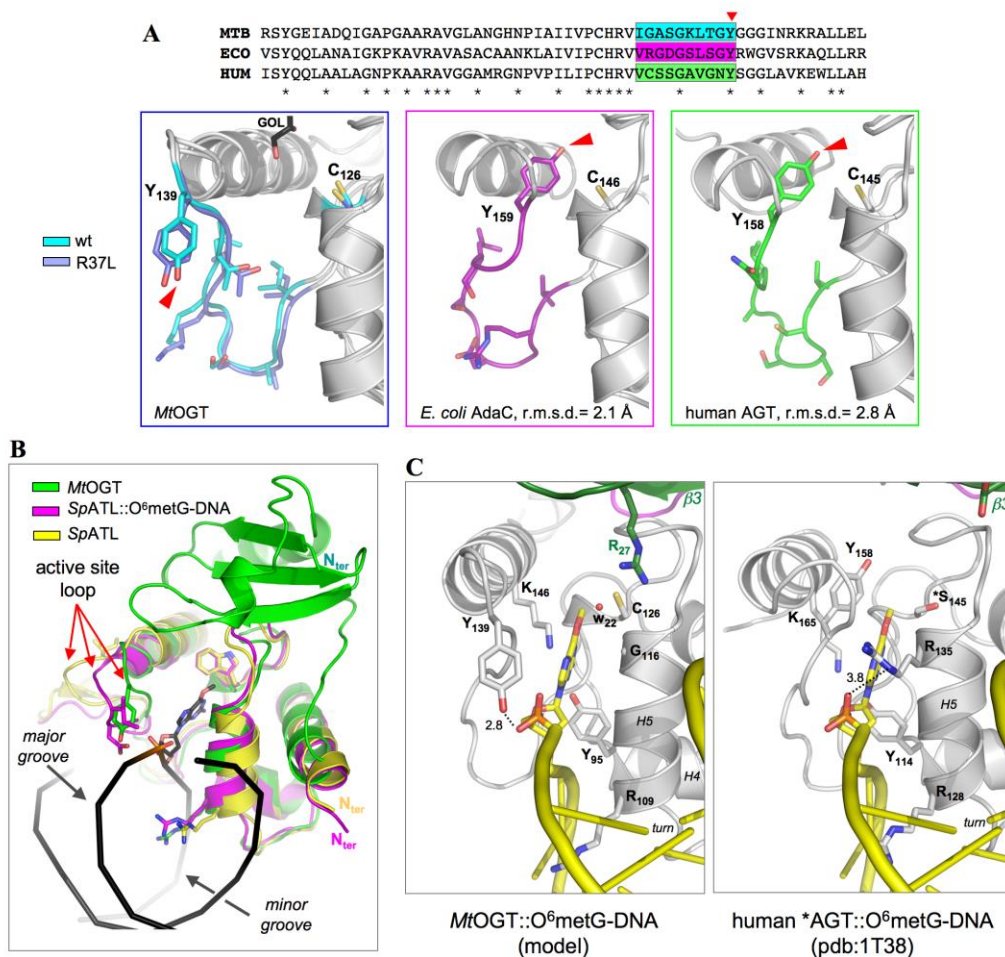 A
MTB RSYGEIADQIGAPGAARAVGLANGHNPIAIIVPCHRVIGASGKLTGYGGGINRKRALLEL
ECO VSYQQLANAIGKPGAVRAVASACAANKLAIVIPCHRVVRGDGSLSGYRWGVSRKAQLLRR
HUM ISYQQLAALAGNPKAARAVGGAMRGNPVPILIPCHRVVCSSGAVGNYSGGLAVKEWLLAH
* * * * * * * * * * * * * * * * * *
GOL
Y139
C126
wt
R37L
MtOGT
Y159
C146
E. coli AdaC, r.m.s.d.= 2.1 Å
Y158
C145
human AGT, r.m.s.d.= 2.8 Å
B
MtOGT
SpATL::O⁶metG-DNA
SpATL
active site
loop
Nter
major
groove
Nter
Nter
minor
groove
C
β3
R27
K146
C126
w22
Y139
G116
2.8
H5
Y95
H4
R109
turn
MtOGT::O⁶metG-DNA
(model)
β3
Y158
*S145
K165
R135
3.8
H5
Y114
R128
turn
human *AGT::O⁶metG-DNA
(pdb:1T38)